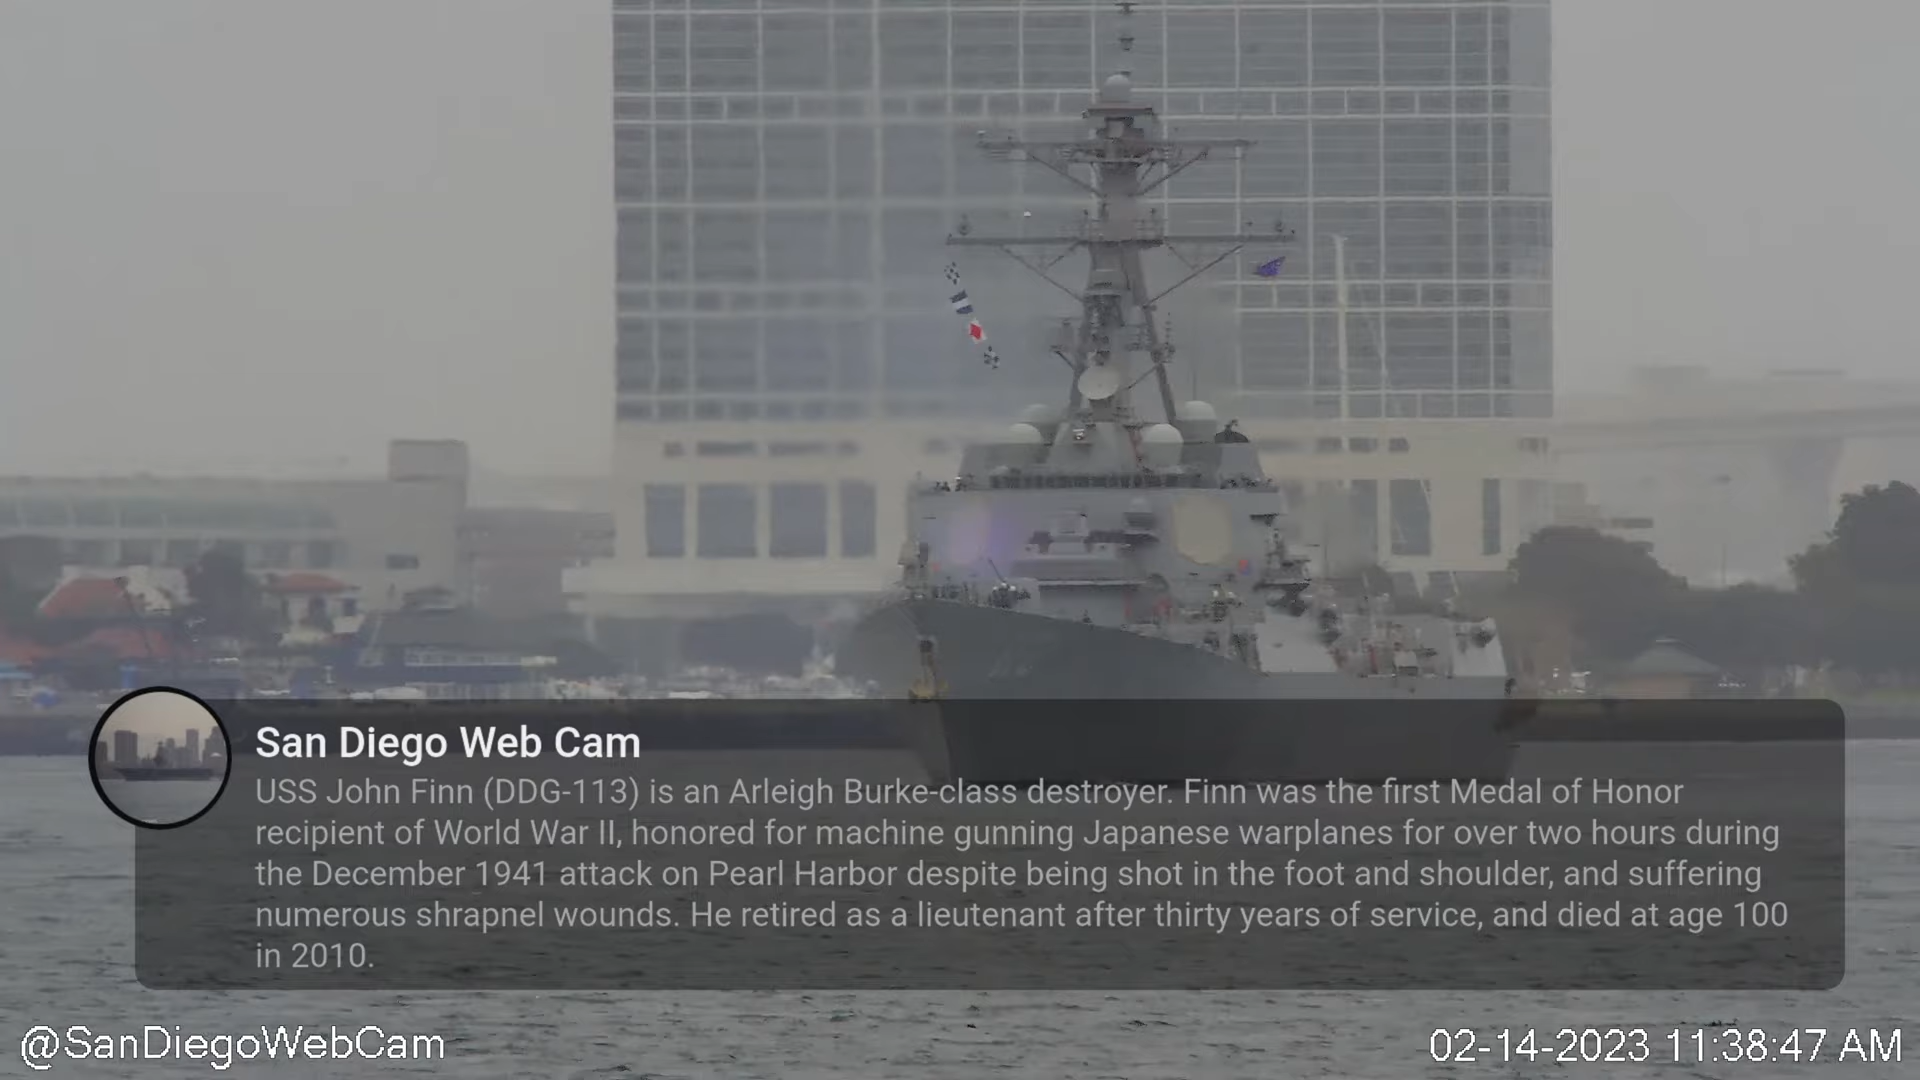 San Diego Web Cam
USS John Finn (DDG-113) is an Arleigh Burke-class destroyer. Finn was the first Medal of Honor
recipient of World War II, honored for machine gunning Japanese warplanes for over two hours during
the December 1941 attack on Pearl Harbor despite being shot in the foot and shoulder, and suffering
numerous shrapnel wounds. He retired as a lieutenant after thirty years of service, and died at age 100
in 2010.
@SanDiegoWebCam
02-14-2023 11:38:47 AM